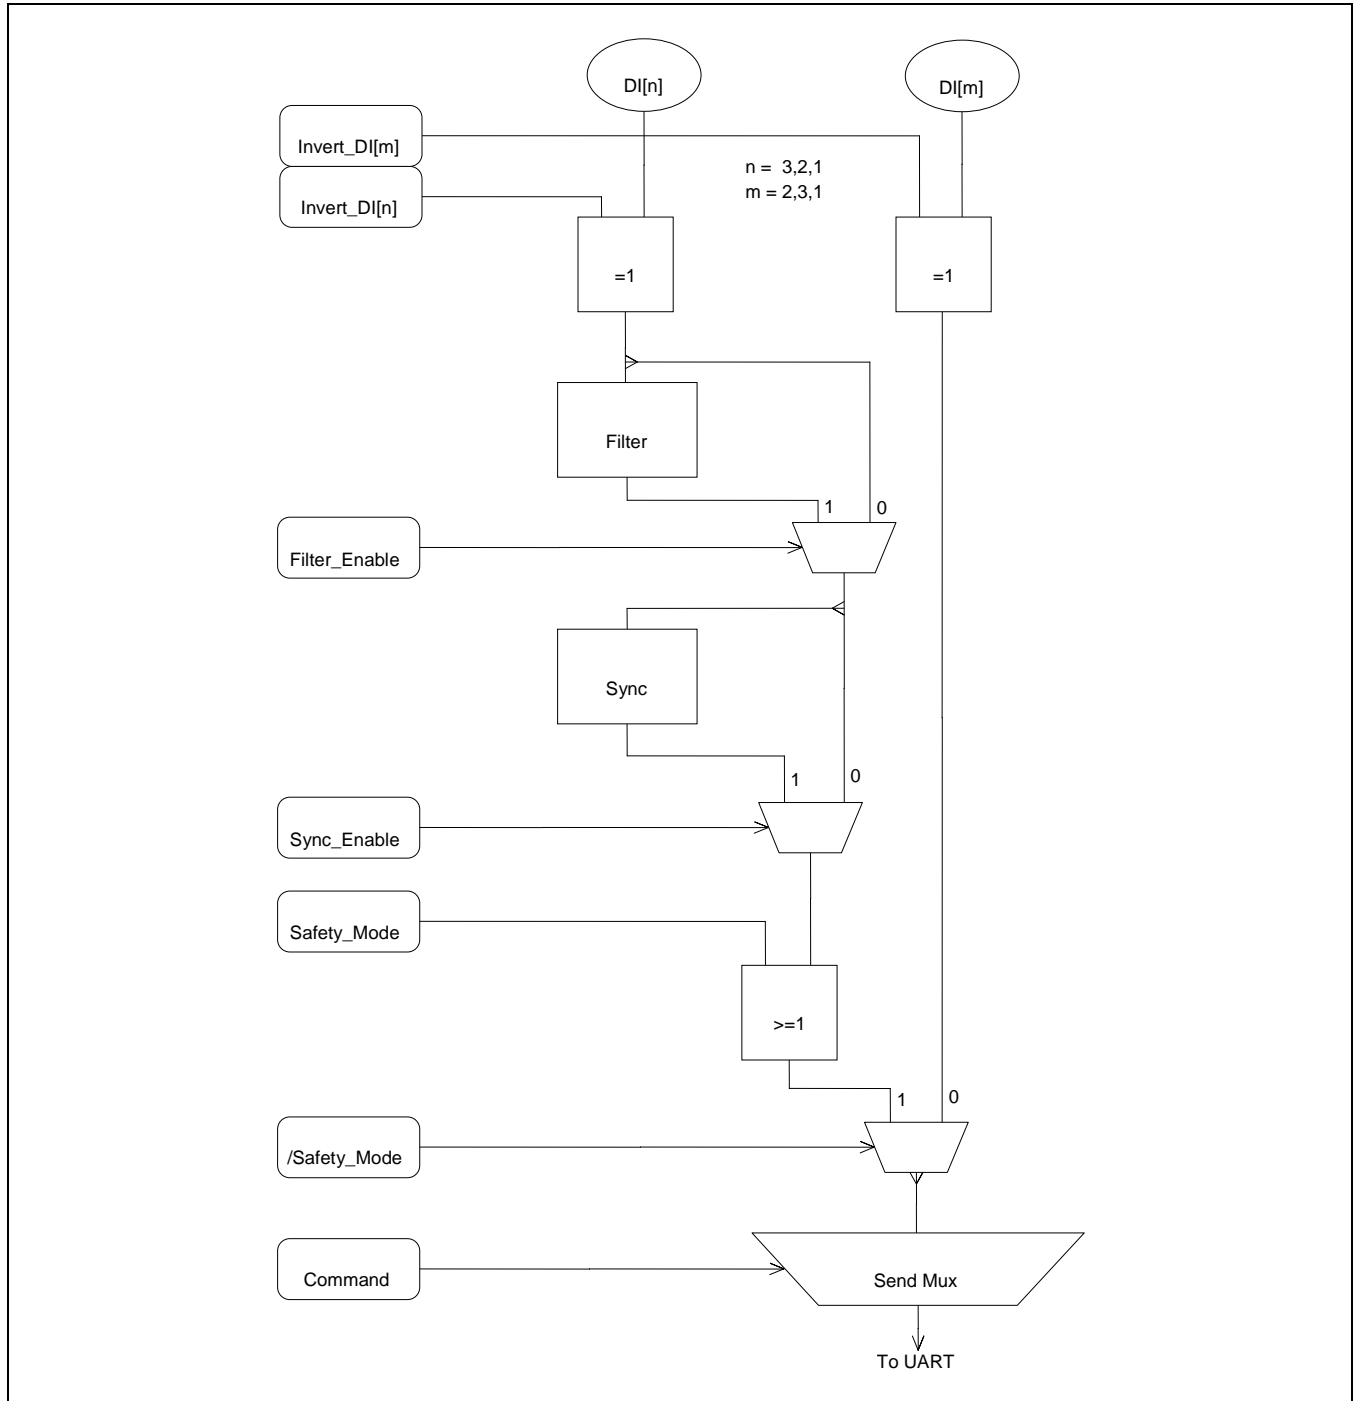 DI[n]
DI[m]
Invert_DI[m]
n = 3,2,1
m = 2,3,1
Invert_DI[n]
=1
=1
Filter
1
0
Filter_Enable
Sync
1
0
Sync_Enable
Safety_Mode
>=1
1
0
/Safety_Mode
Command
Send Mux
To UART